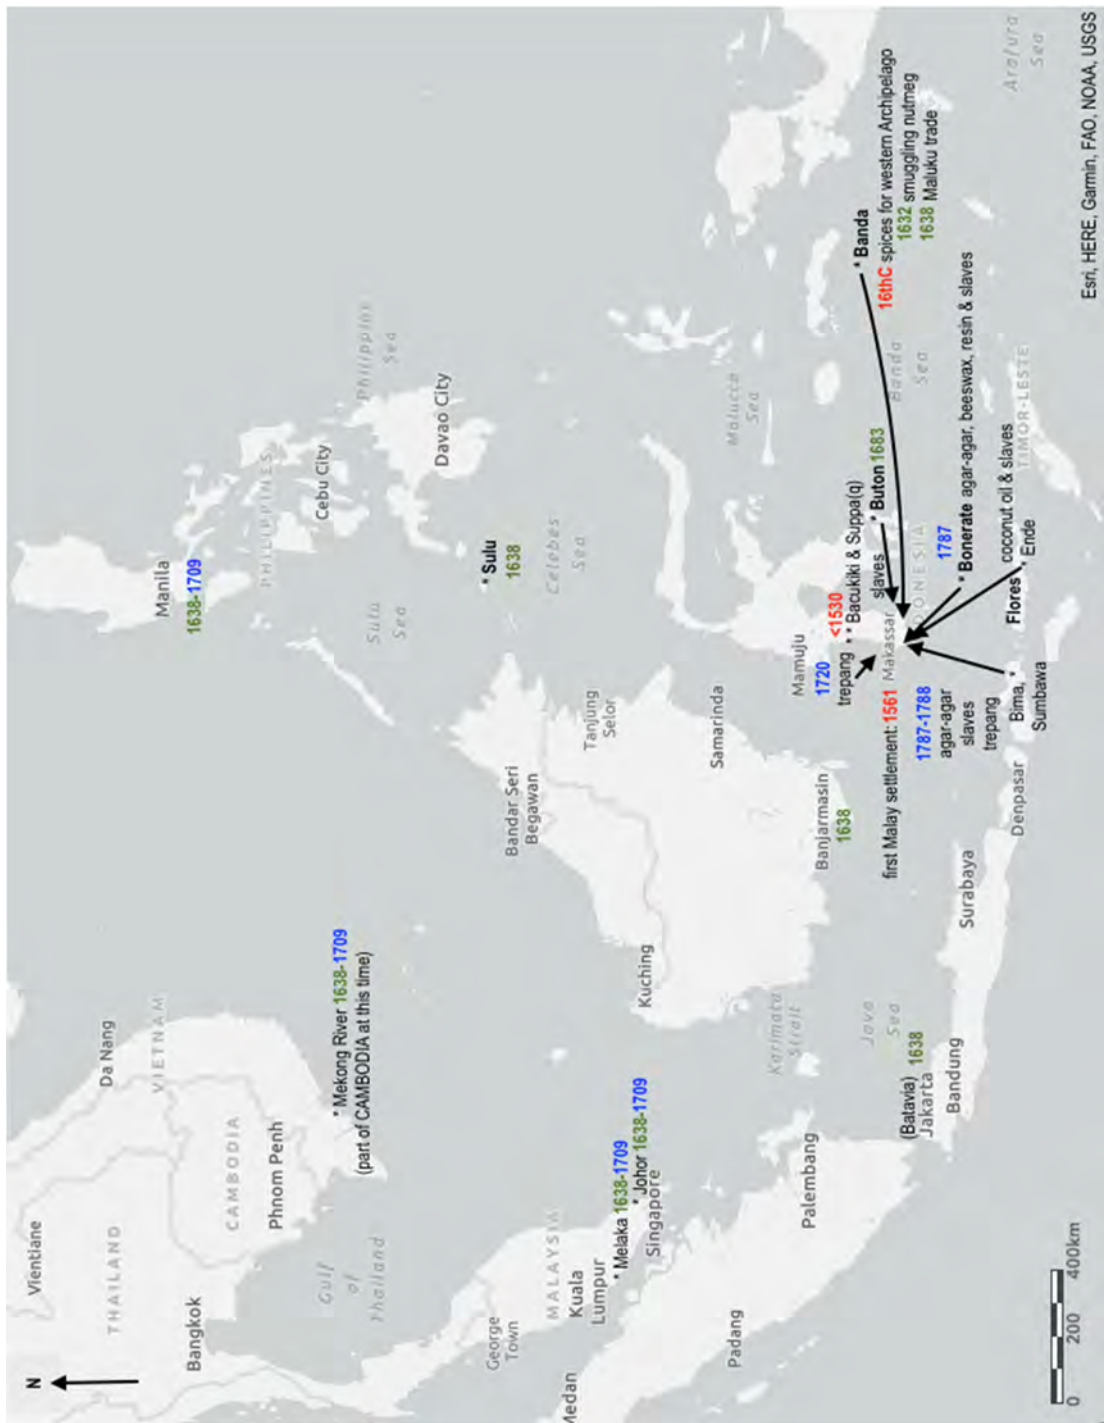 N
Vientiane
THAILAND
Bangkok
Da Nang
VIETNAM
CAMBODIA
Phnom Penh
Gulf
of
Thailand
* Mekong River 1638-1709
(part of CAMBODIA at this time)
Manila
1638-1709
PHILIPPINES
Cebu City
Philippine
Sea
Davao City
Sulu
Sea
* Sulu
1638
Celebes
Sea
George
Town
MALAYSIA
Kuala
Lumpur
* Melaka 1638-1709
* Johor 1638-1709
Singapore
Medan
Padang
Palembang
Bandar Seri
Begawan
Tanjung
Selor
Kuching
Samarinda
Banjarmasin
1638
Karimata
Strait
Java
Sea
(Batavia)
Jakarta 1638
Bandung
Surabaya
Denpasar
Mamuju
1720
trepang
<1530
* * Bacukiki & Suppa(q)
slaves
* Buton 1683
first Malay settlement: 1561 Makassar
1787-1788
agar-agar
slaves
trepang
Bima, *
Sumbawa
INDONESIA
Molucca
Sea
Banda
Sea
* Banda
16thC spices for western Archipelago
1632 smuggling nutmeg
1638 Maluku trade
1787
* Bonerate agar-agar, beeswax, resin & slaves
coconut oil & slaves
Flores * Ende
TIMOR-LESTE
Arafura
Sea
0 200 400km
Esri, HERE, Garmin, FAO, NOAA, USGS